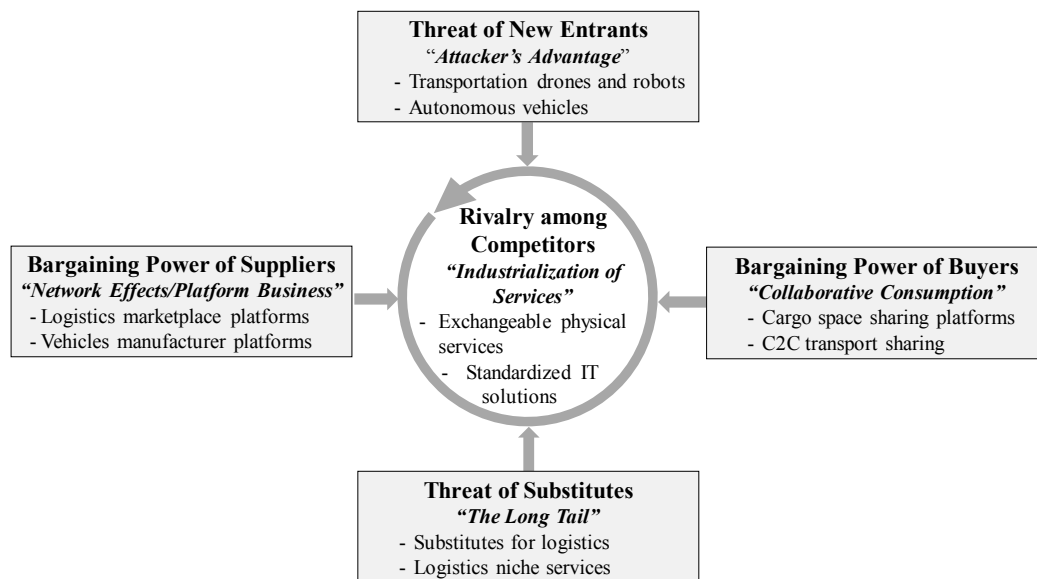 Threat of New Entrants
“Attacker’s Advantage”
- Transportation drones and robots
- Autonomous vehicles
Bargaining Power of Suppliers
“Network Effects/Platform Business”
- Logistics marketplace platforms
- Vehicles manufacturer platforms
Rivalry among
Competitors
“Industrialization of
Services”
- Exchangeable physical
services
- Standardized IT
solutions
Bargaining Power of Buyers
“Collaborative Consumption”
- Cargo space sharing platforms
- C2C transport sharing
Threat of Substitutes
“The Long Tail”
- Substitutes for logistics
- Logistics niche services